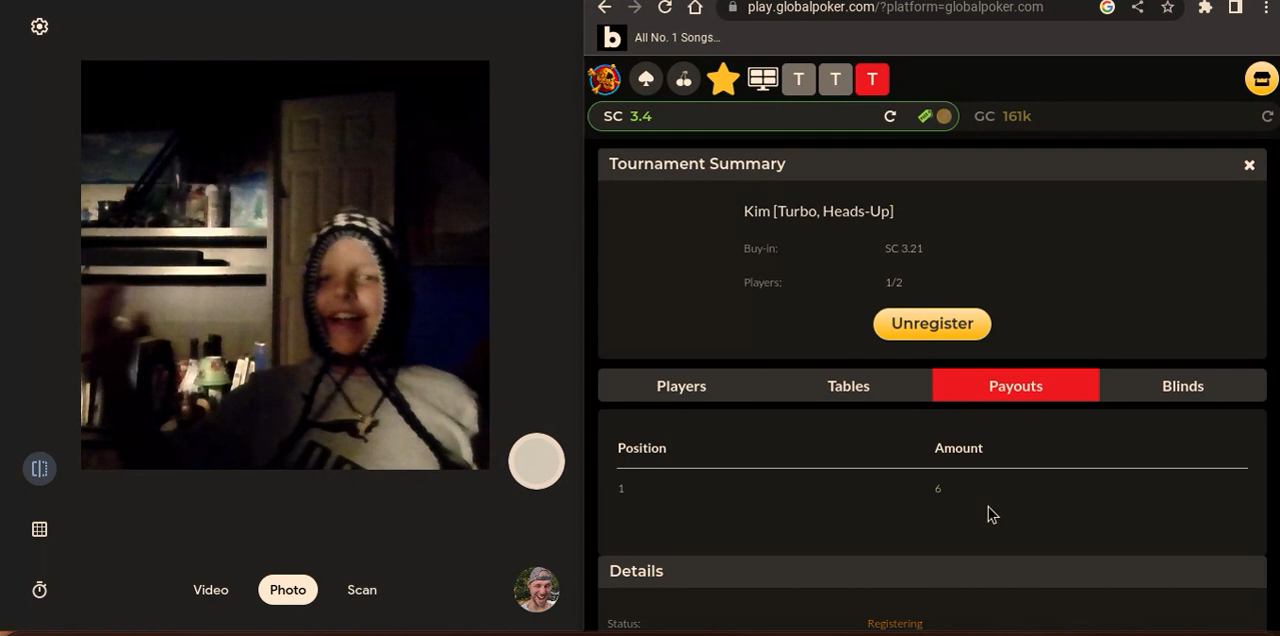 play.globalpoker.com/?platform=globalpoker.com
b All No. 1 Songs...
T T T
SC 3.4 GC 161k
Tournament Summary
Kim [Turbo, Heads-Up]
Buy-in: SC 3.21
Players: 1/2
Unregister
Players Tables Payouts Blinds
Position Amount
1 6
Details
Status: Registering
Video Photo Scan